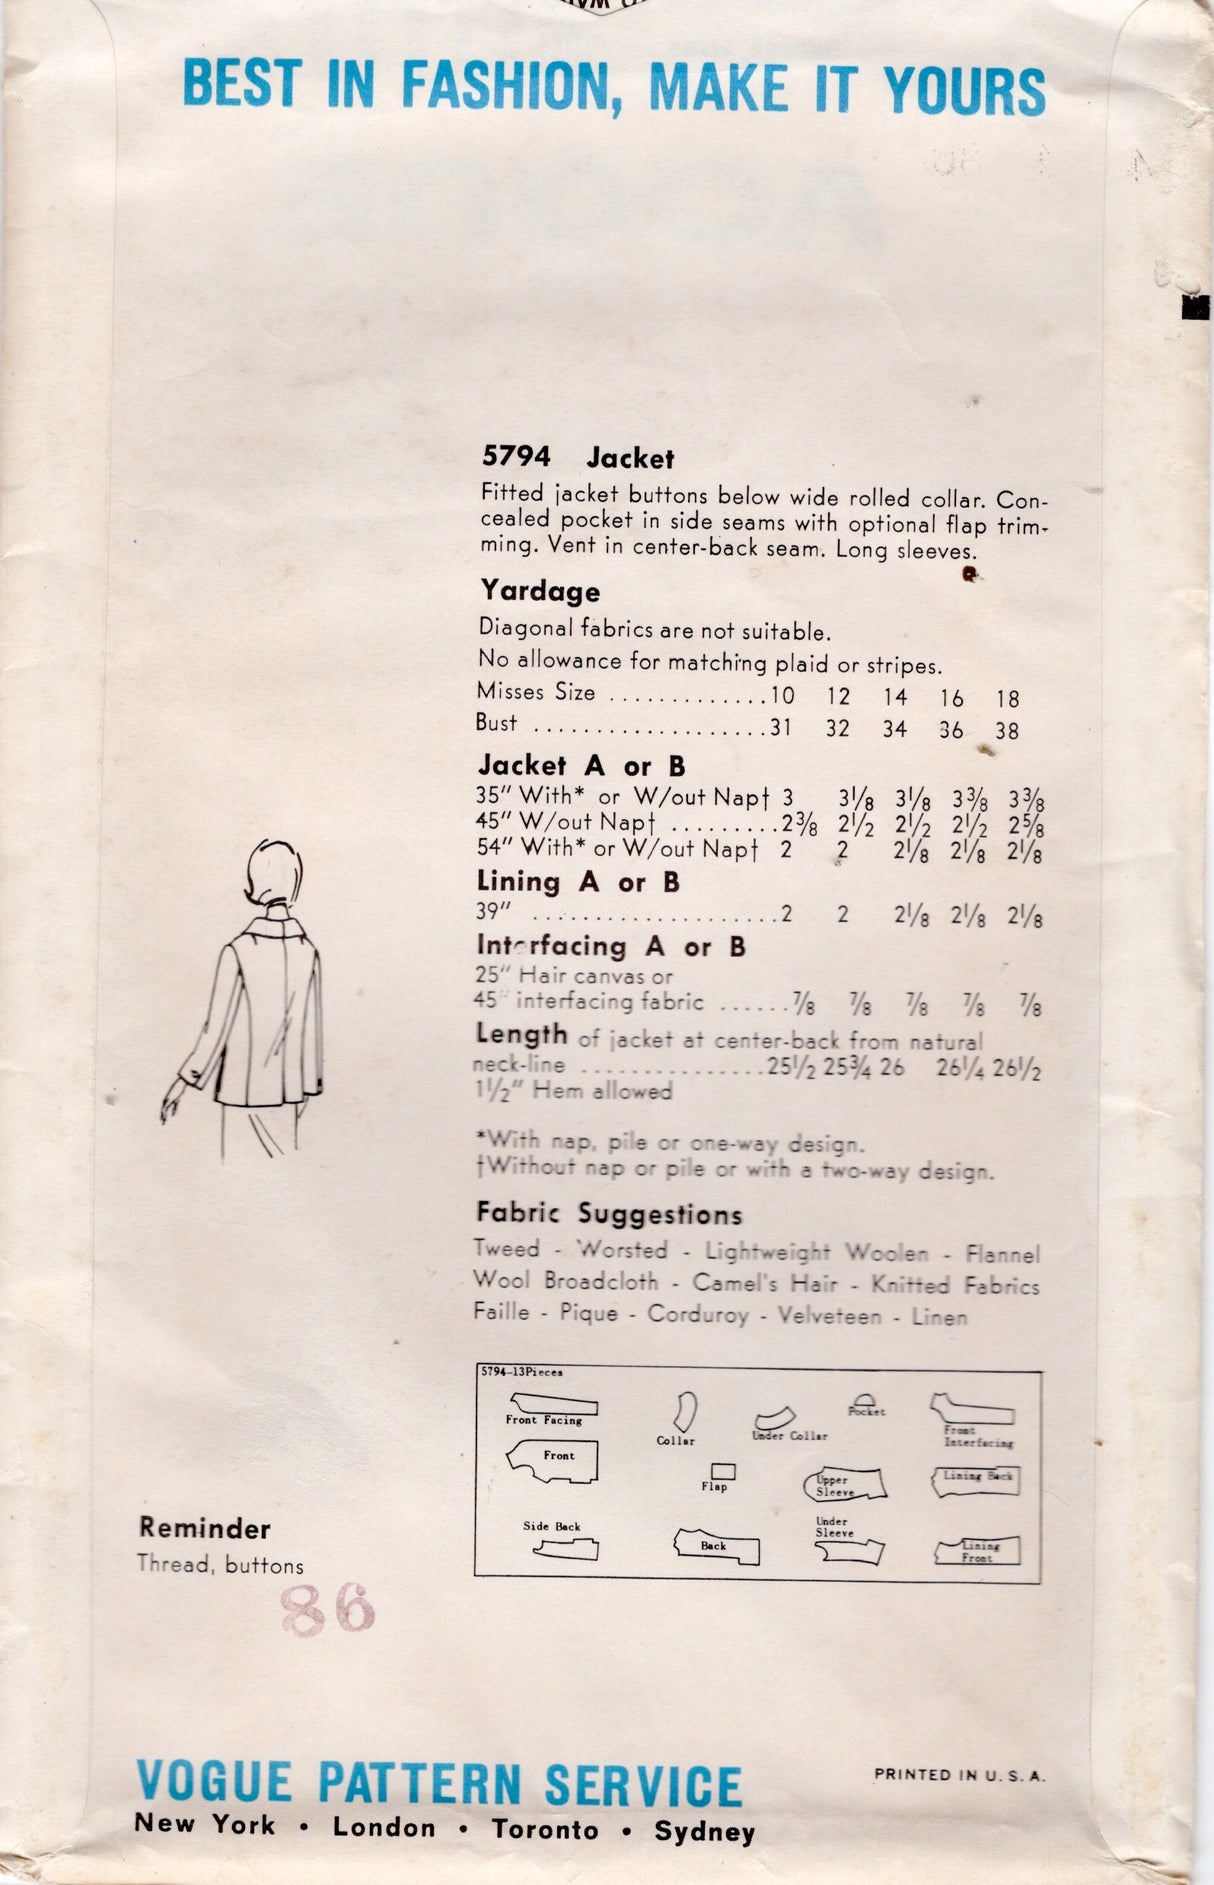 BEST IN FASHION, MAKE IT YOURS
5794 Jacket
Fitted jacket buttons below wide rolled collar. Con-
cealed pocket in side seams with optional flap trim-
ming. Vent in center-back seam. Long sleeves.
Yardage
Diagonal fabrics are not suitable.
No allowance for matching plaid or stripes.
Misses Size .............10 12 14 16 18
Bust ...................31 32 34 36 38
Jacket A or B
35" With* or W/out Nap† 3 3⅛ 3⅛ 3⅜ 3⅜
45" W/out Nap† .........2⅜ 2½ 2½ 2½ 2⅝
54" With* or W/out Nap† 2 2 2⅛ 2⅛ 2⅛
Lining A or B
39" ....................2 2 2⅛ 2⅛ 2⅛
Interfacing A or B
25" Hair canvas or
45" interfacing fabric ......⅞ ⅞ ⅞ ⅞ ⅞
Length of jacket at center-back from natural
neck-line ...............25½ 25¾ 26 26¼ 26½
1½" Hem allowed
*With nap, pile or one-way design.
†Without nap or pile or with a two-way design.
Fabric Suggestions
Tweed - Worsted - Lightweight Woolen - Flannel
Wool Broadcloth - Camel's Hair - Knitted Fabrics
Faille - Pique - Corduroy - Velveteen - Linen
5794-13Pieces
Front Facing
Collar
Under Collar
Pocket
Front
Interfacing
Front
Flap
Upper
Sleeve
Lining Back
Side Back
Back
Under
Sleeve
Lining
Front
Reminder
Thread, buttons
86
VOGUE PATTERN SERVICE
New York • London • Toronto • Sydney
PRINTED IN U.S.A.